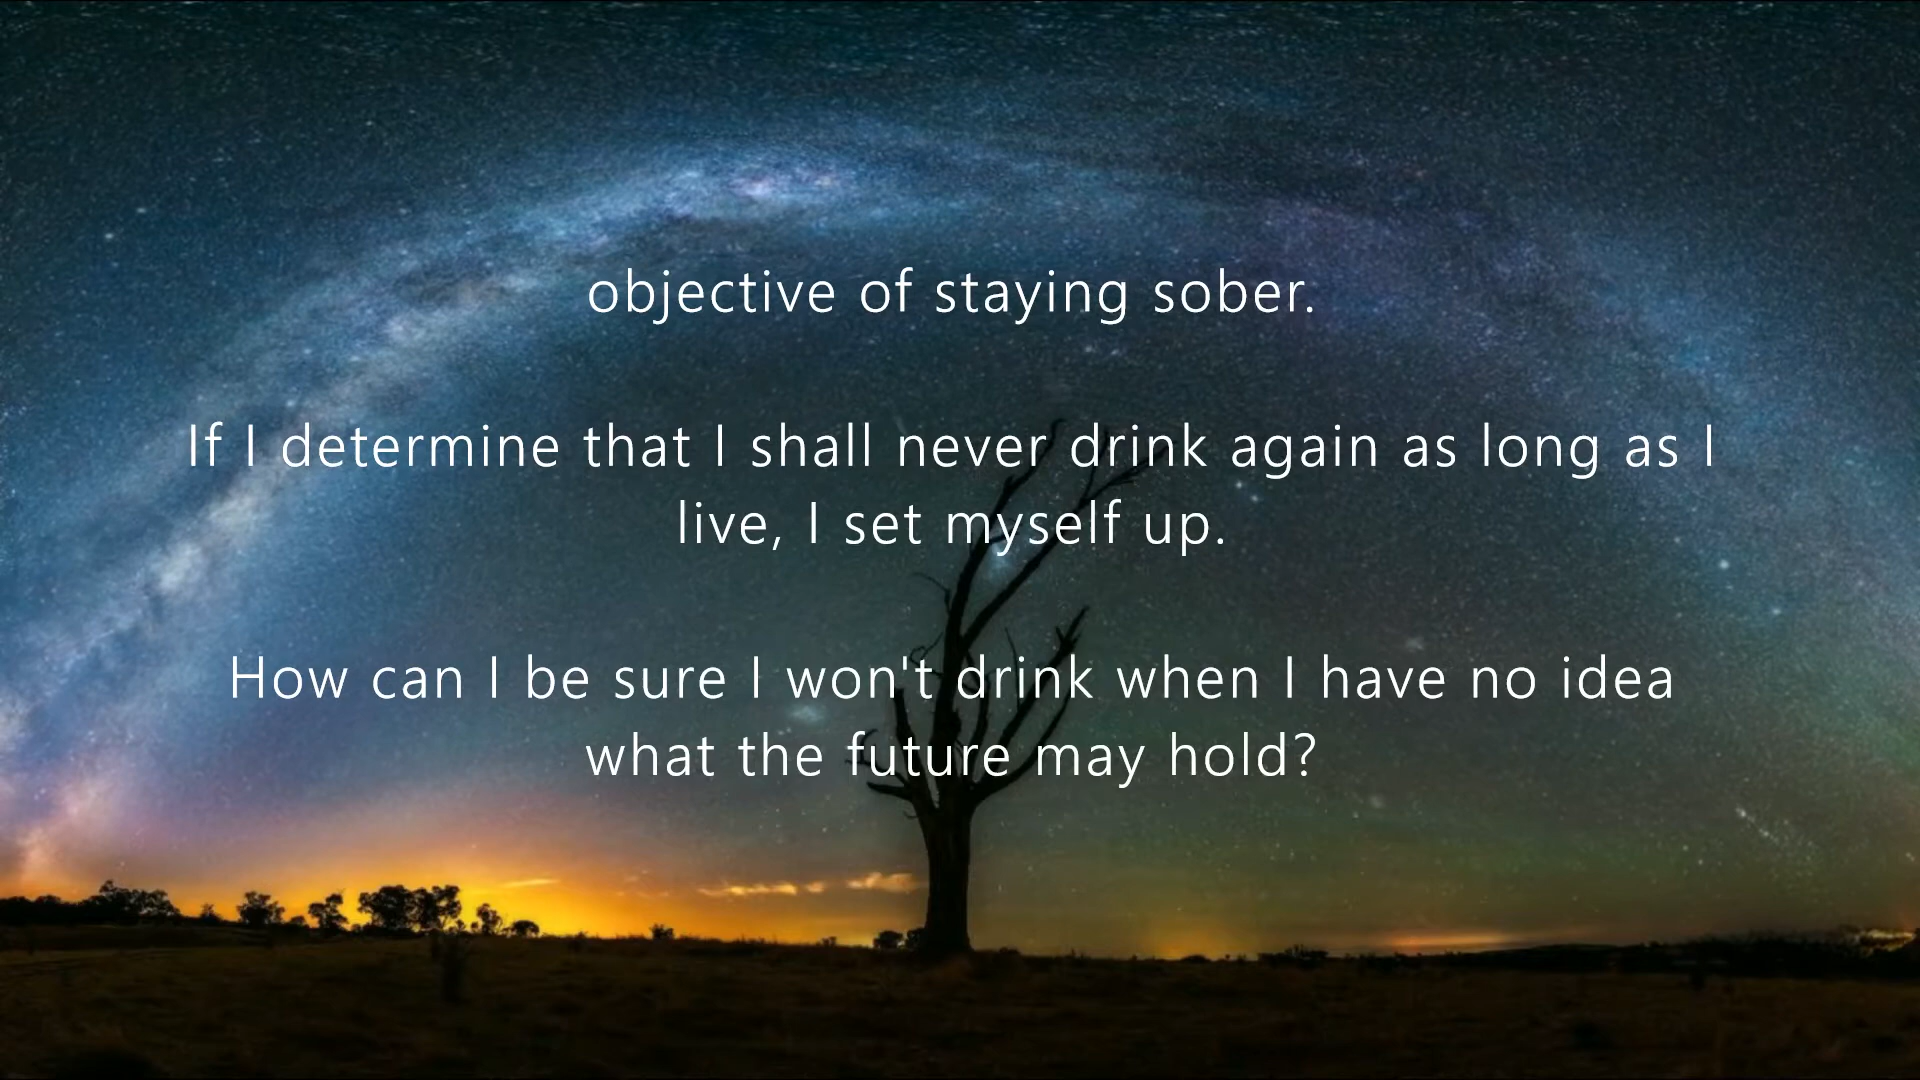 objective of staying sober.
If I determine that I shall never drink again as long as I
live, I set myself up.
How can I be sure I won't drink when I have no idea
what the future may hold?